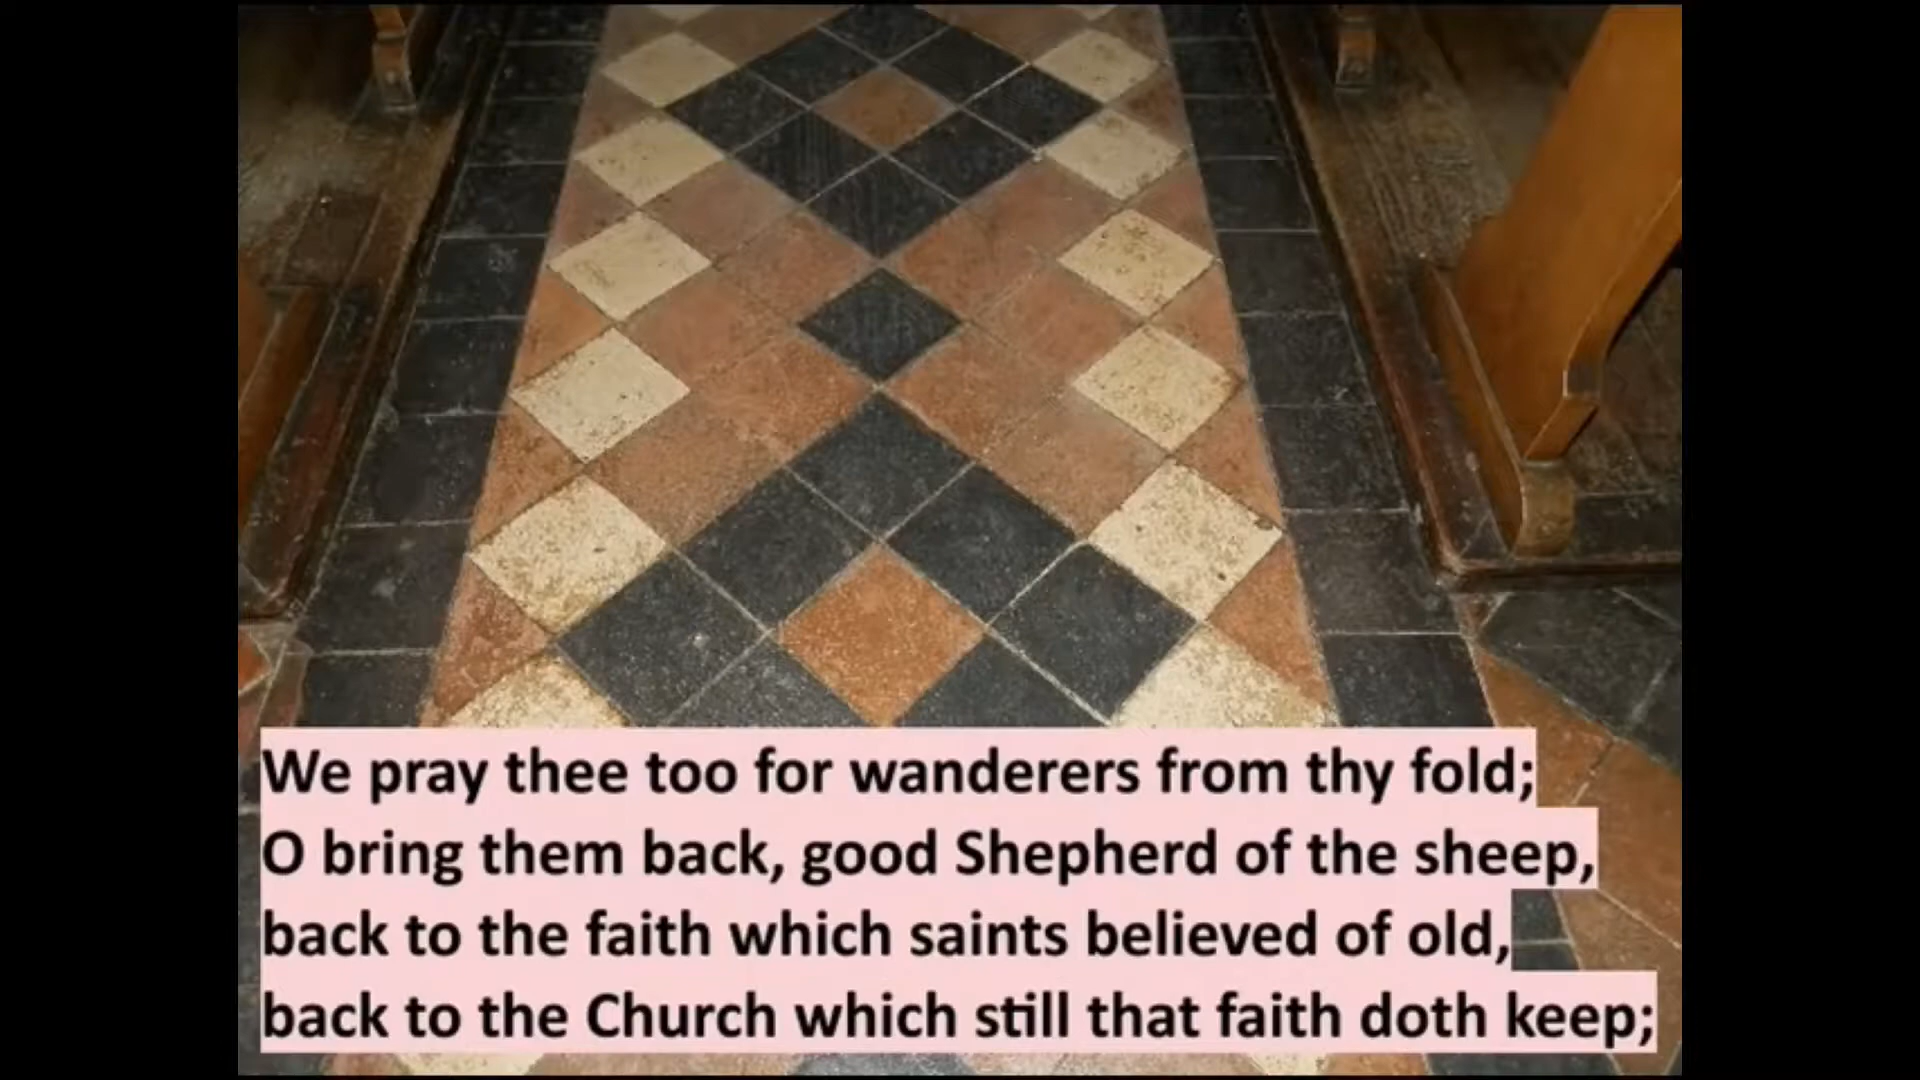 We pray thee too for wanderers from thy fold;
O bring them back, good Shepherd of the sheep,
back to the faith which saints believed of old,
back to the Church which still that faith doth keep;